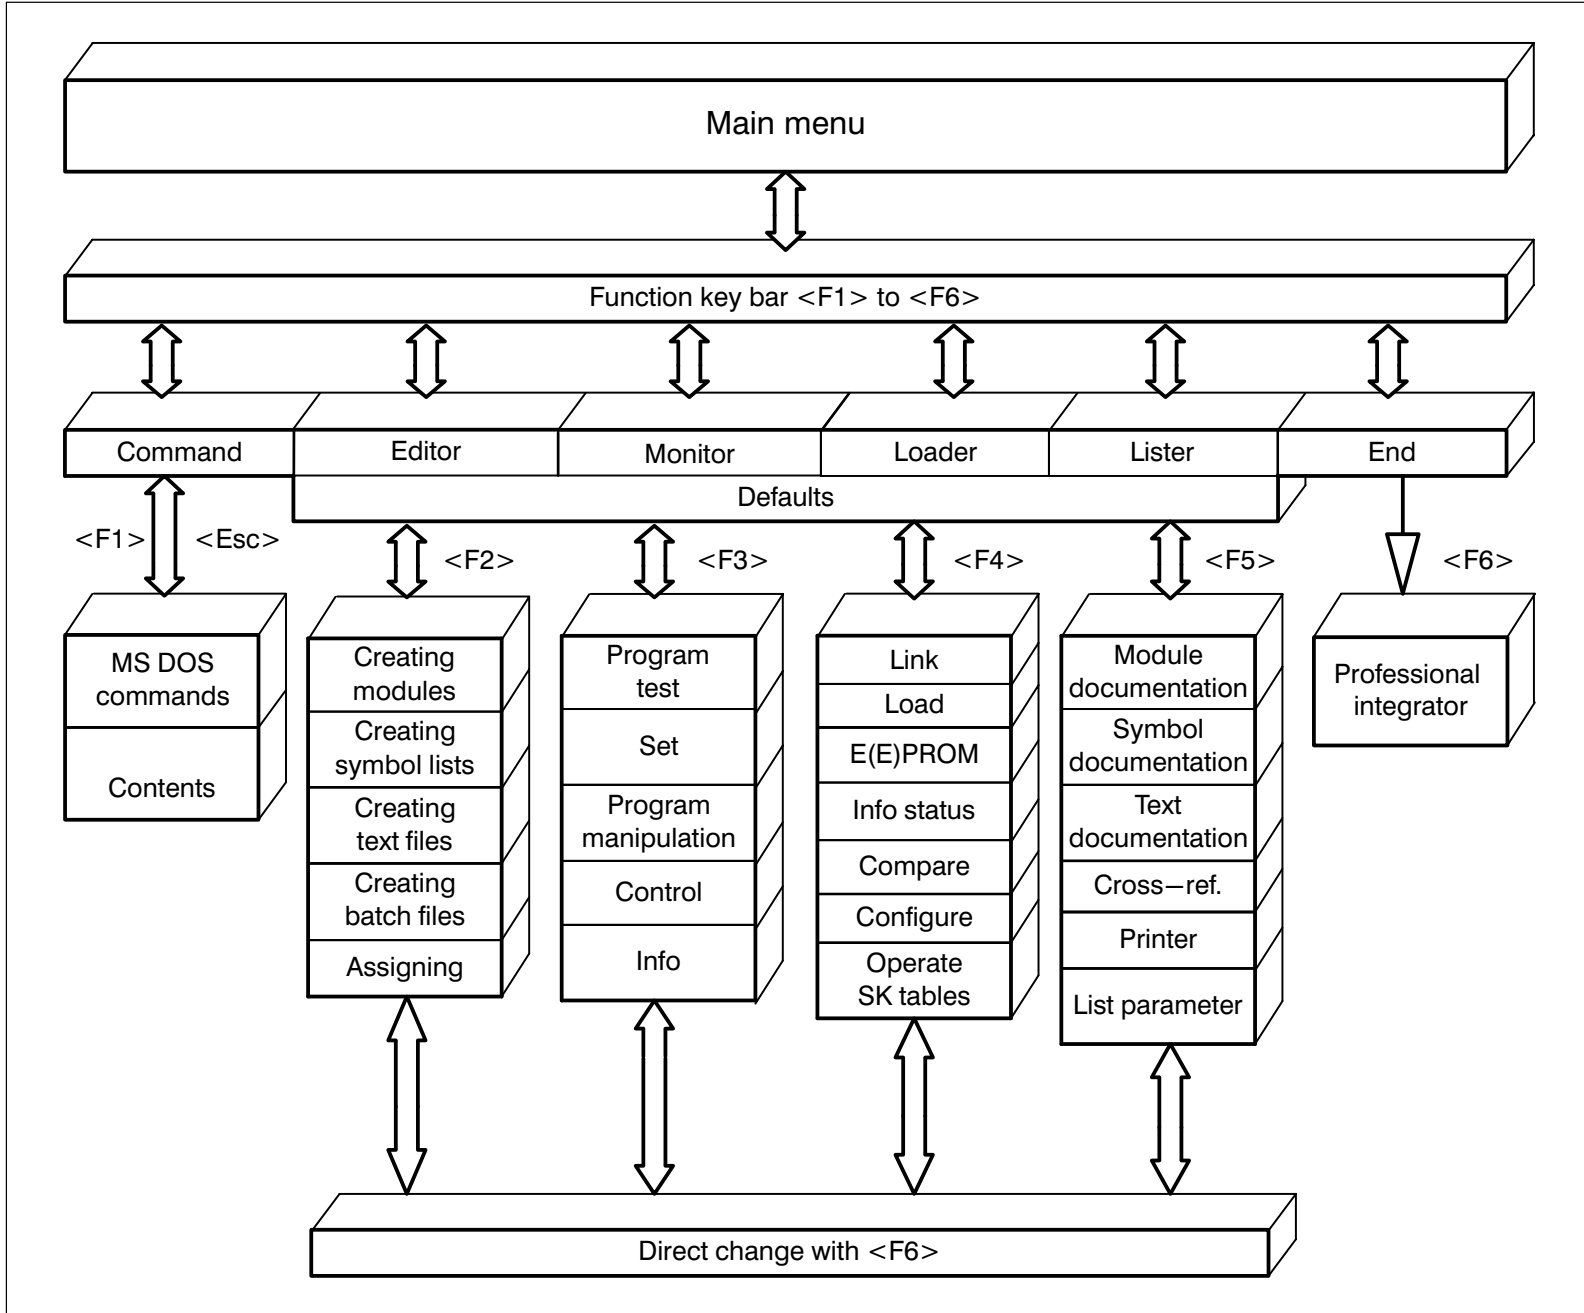 Main menu
Function key bar <F1> to <F6>
Command
Editor
Monitor
Loader
Lister
End
Defaults
<F1>
<Esc>
<F2>
<F3>
<F4>
<F5>
<F6>
MS DOS
commands
Contents
Creating
modules
Creating
symbol lists
Creating
text files
Creating
batch files
Assigning
Program
test
Set
Program
manipulation
Control
Info
Link
Load
E(E)PROM
Info status
Compare
Configure
Operate
SK tables
Module
documentation
Symbol
documentation
Text
documentation
Cross—ref.
Printer
List parameter
Professional
integrator
Direct change with <F6>